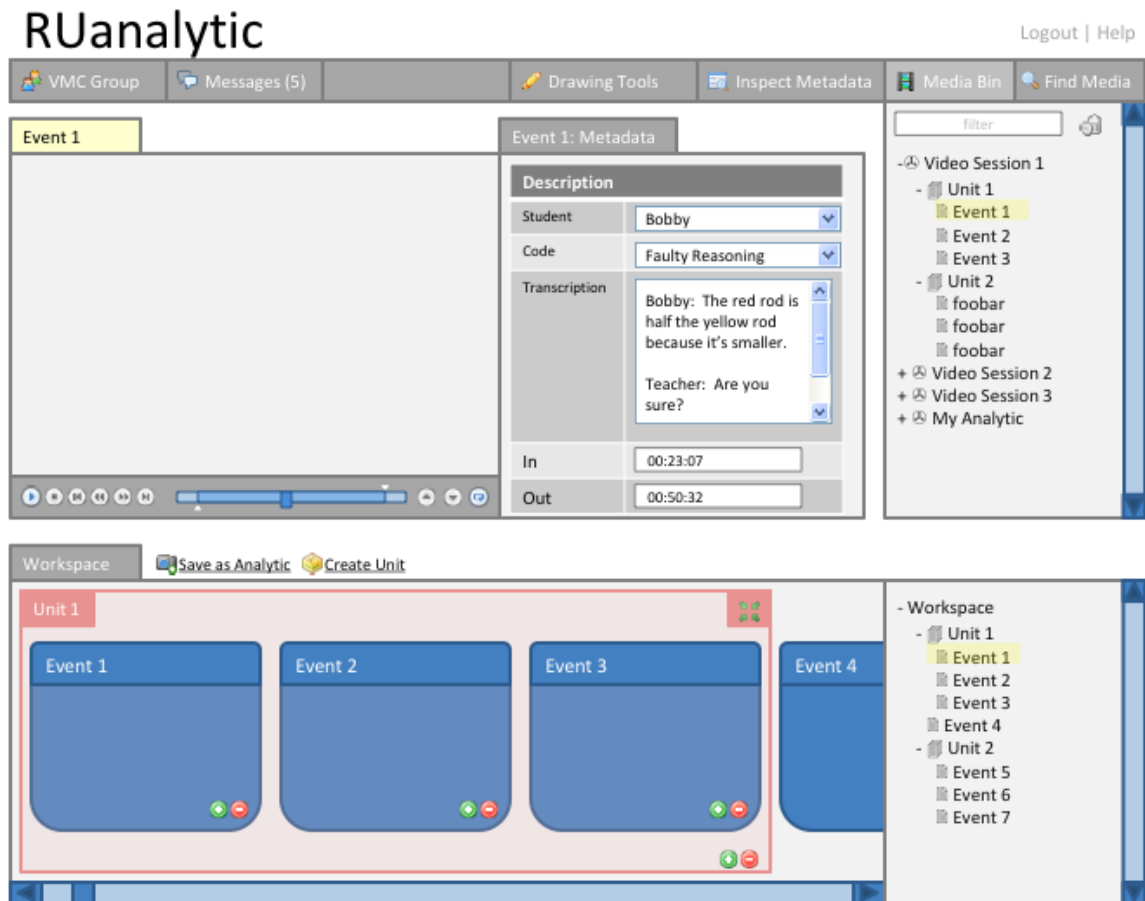 RUanalytic
Logout | Help
VMC Group
Messages (5)
Drawing Tools
Inspect Metadata
Media Bin
Find Media
Event 1
Event 1: Metadata
Description
Student
Bobby
Code
Faulty Reasoning
Transcription
Bobby:  The red rod is
half the yellow rod
because it's smaller.
Teacher:  Are you
sure?
In
00:23:07
Out
00:50:32
filter
- Video Session 1
- Unit 1
Event 1
Event 2
Event 3
- Unit 2
foobar
foobar
foobar
+ Video Session 2
+ Video Session 3
+ My Analytic
Workspace
Save as Analytic
Create Unit
Unit 1
Event 1
Event 2
Event 3
Event 4
- Workspace
- Unit 1
Event 1
Event 2
Event 3
Event 4
- Unit 2
Event 5
Event 6
Event 7